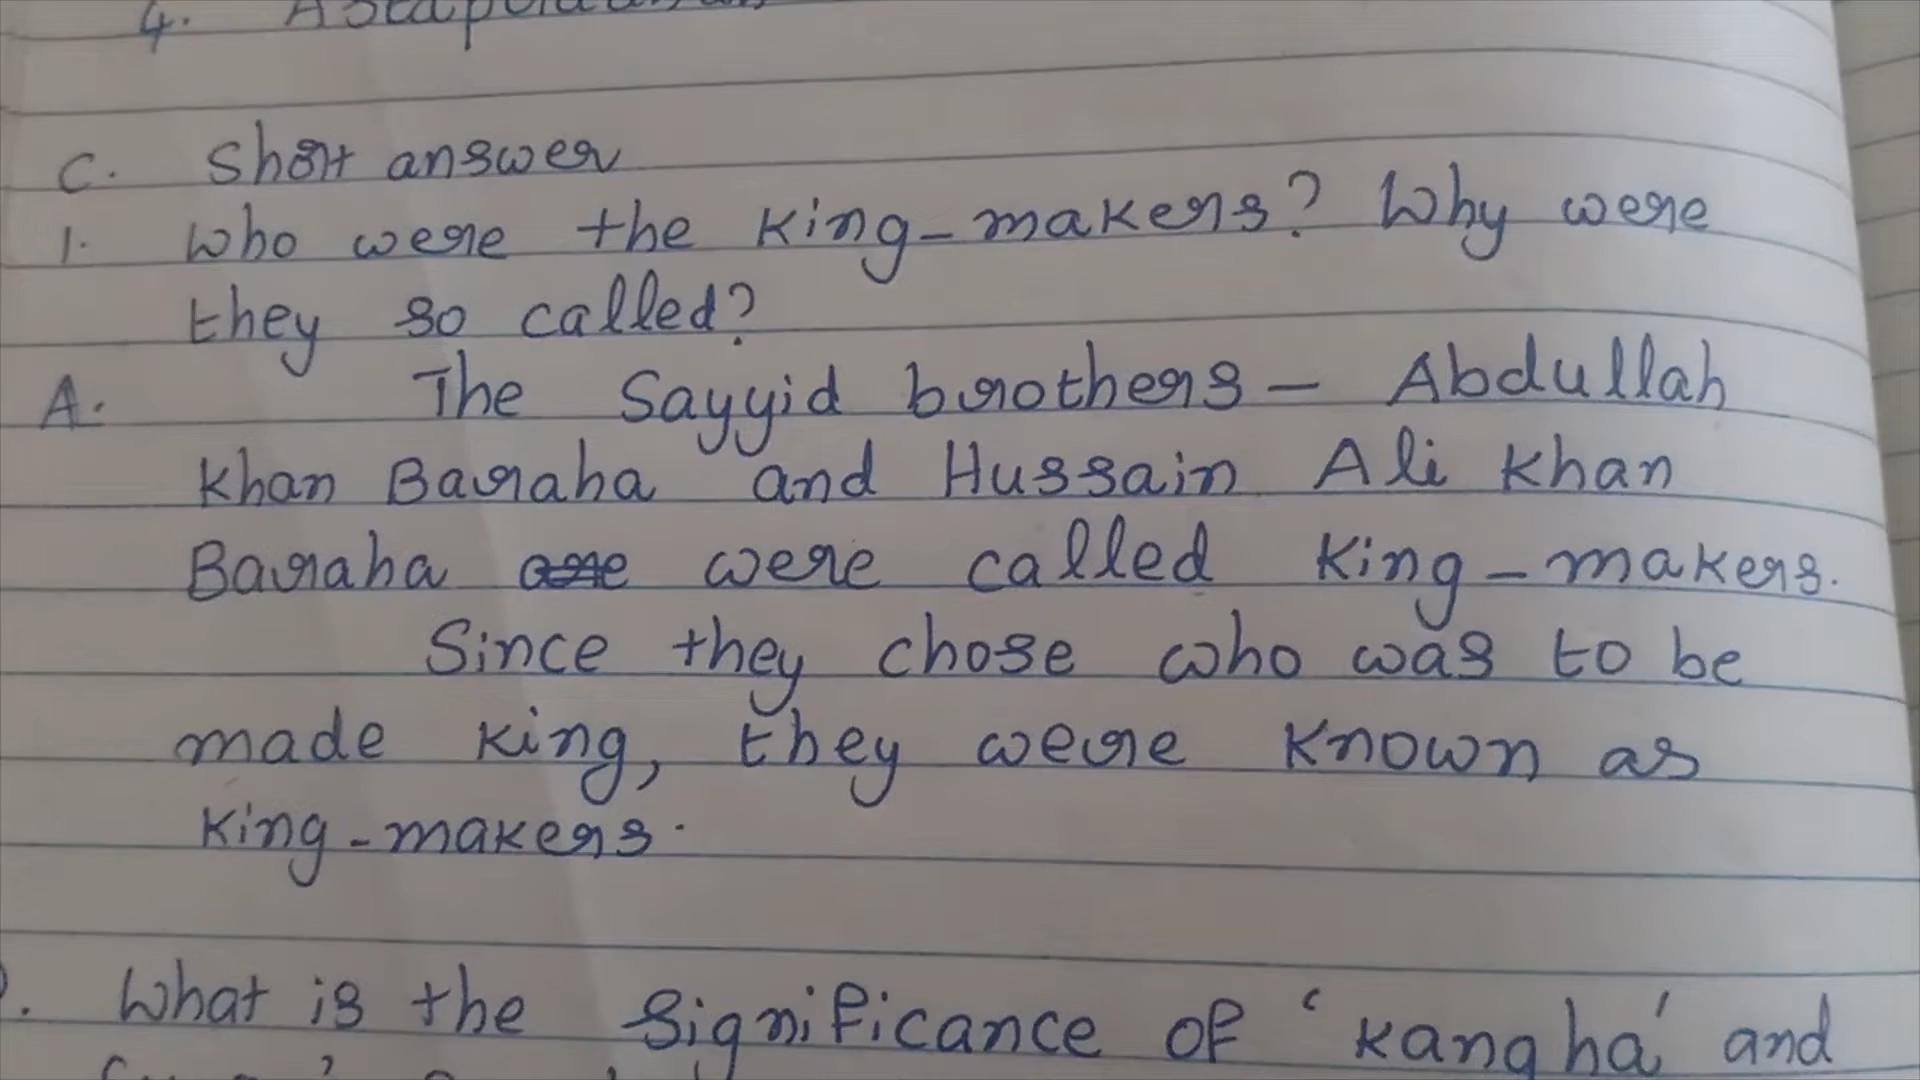 4.
C. Short answer
1. Who were the king-makers? Why were
they so called?
A. The Sayyid brothers - Abdullah
Khan Baraha and Hussain Ali Khan
Baraha are were called king-makers.
Since they chose who was to be
made king, they were known as
king-makers.
What is the significance of 'kangha' and